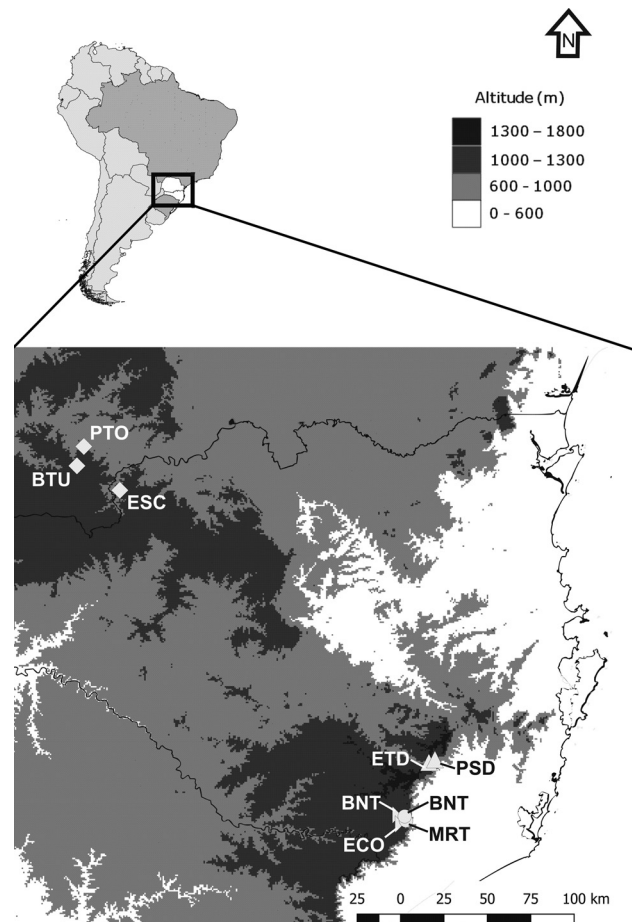 N
Altitude (m)
1300 – 1800
1000 – 1300
600 – 1000
0 – 600
PTO
BTU
ESC
ETD
PSD
BNT
BNT
ECO
MRT
25 0 25 50 75 100 km